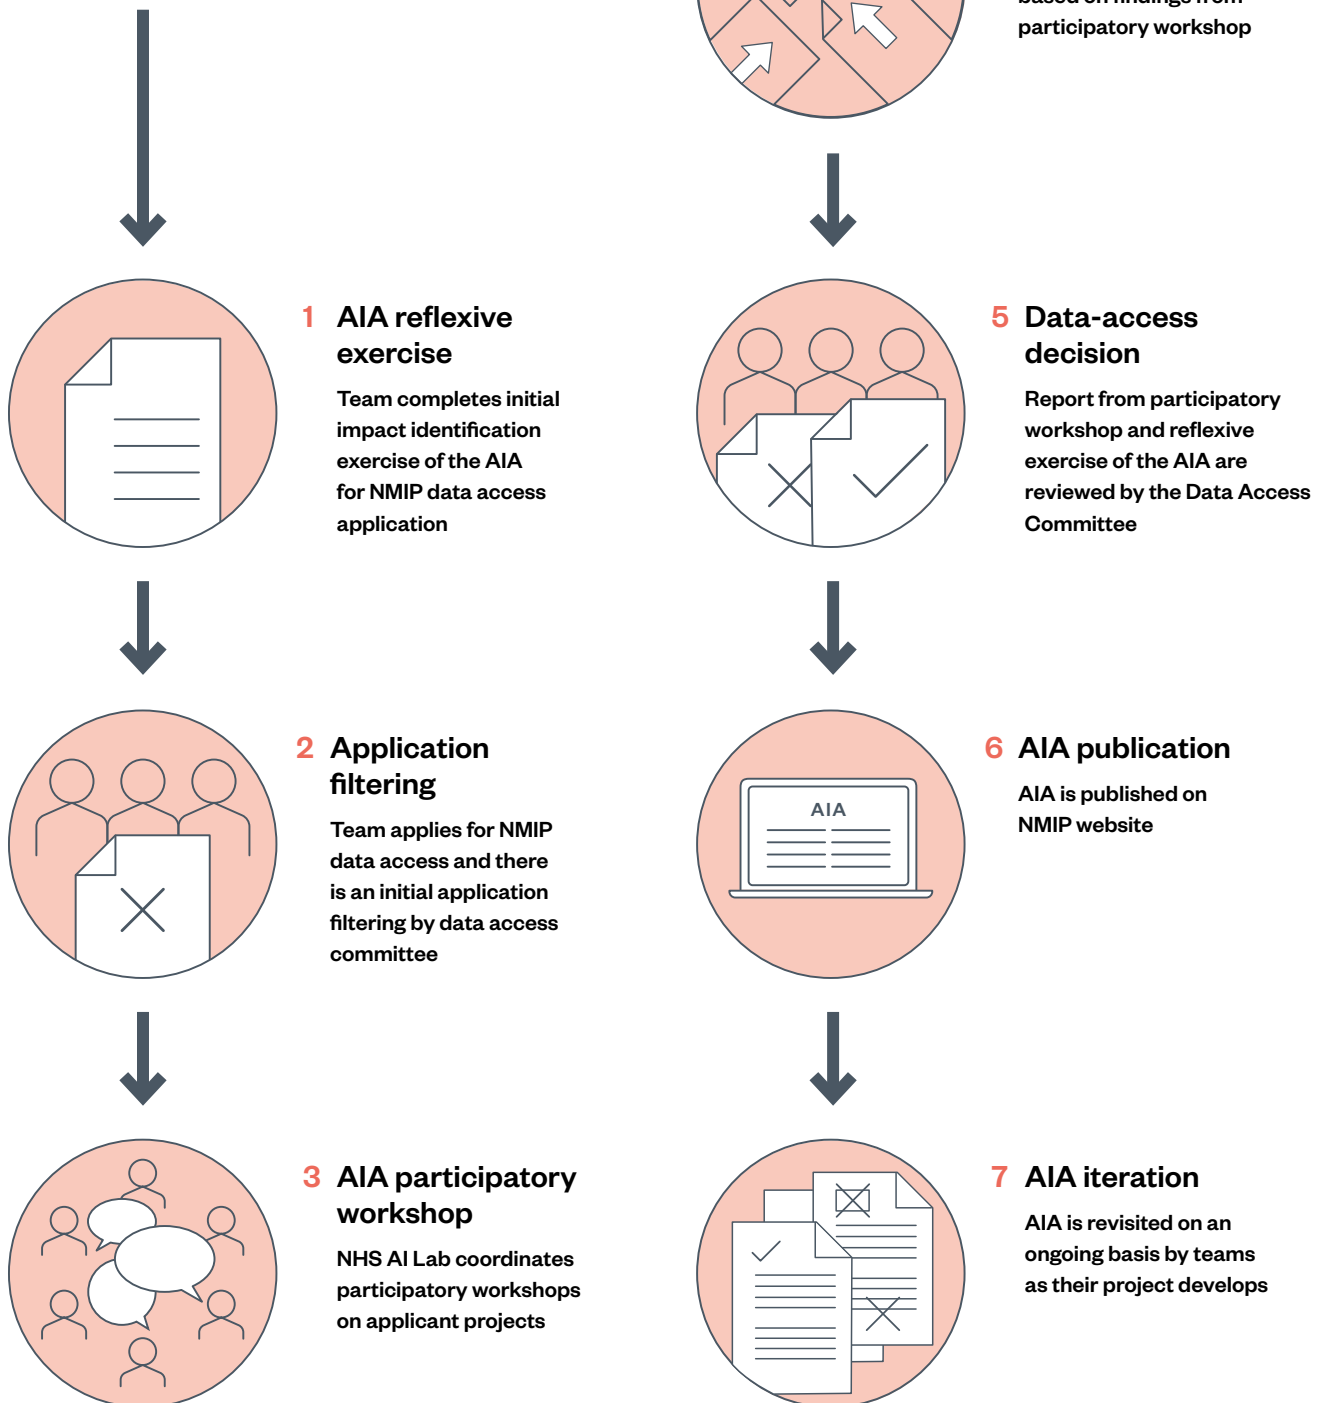 1 AIA reflexive
exercise
Team completes initial
impact identification
exercise of the AIA
for NMIP data access
application
2 Application
filtering
Team applies for NMIP
data access and there
is an initial application
filtering by data access
committee
3 AIA participatory
workshop
NHS AI Lab coordinates
participatory workshops
on applicant projects
based on findings from
participatory workshop
5 Data-access
decision
Report from participatory
workshop and reflexive
exercise of the AIA are
reviewed by the Data Access
Committee
6 AIA publication
AIA is published on
NMIP website
AIA
7 AIA iteration
AIA is revisited on an
ongoing basis by teams
as their project develops